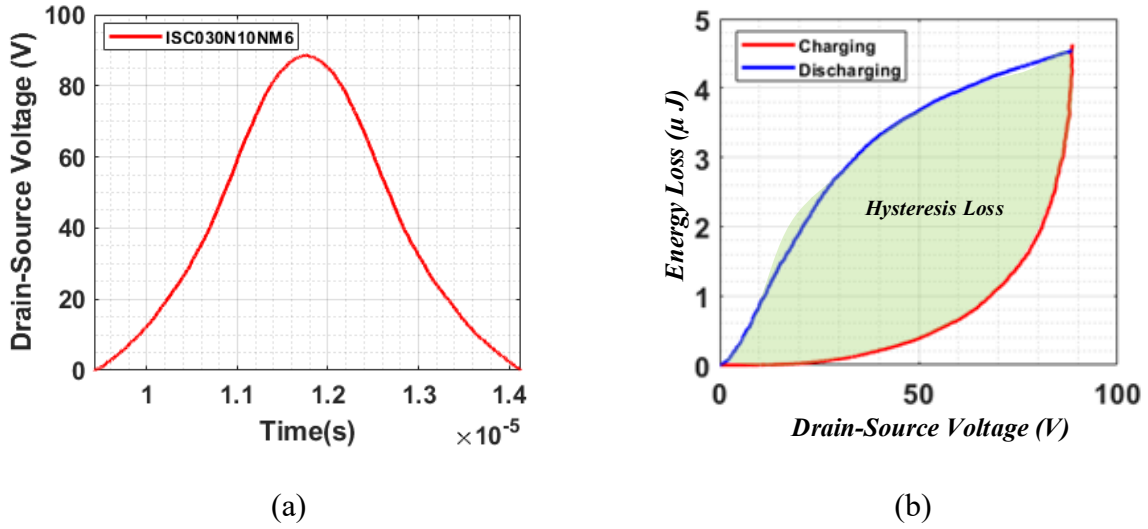 100
80
60
40
20
0
Drain-Source Voltage (V)
ISC030N10NM6
1 1.1 1.2 1.3 1.4
Time(s)
×10⁻⁵
(a)
5
4
3
2
1
0
Energy Loss (μ J)
Charging
Discharging
Hysteresis Loss
0 50 100
Drain-Source Voltage (V)
(b)